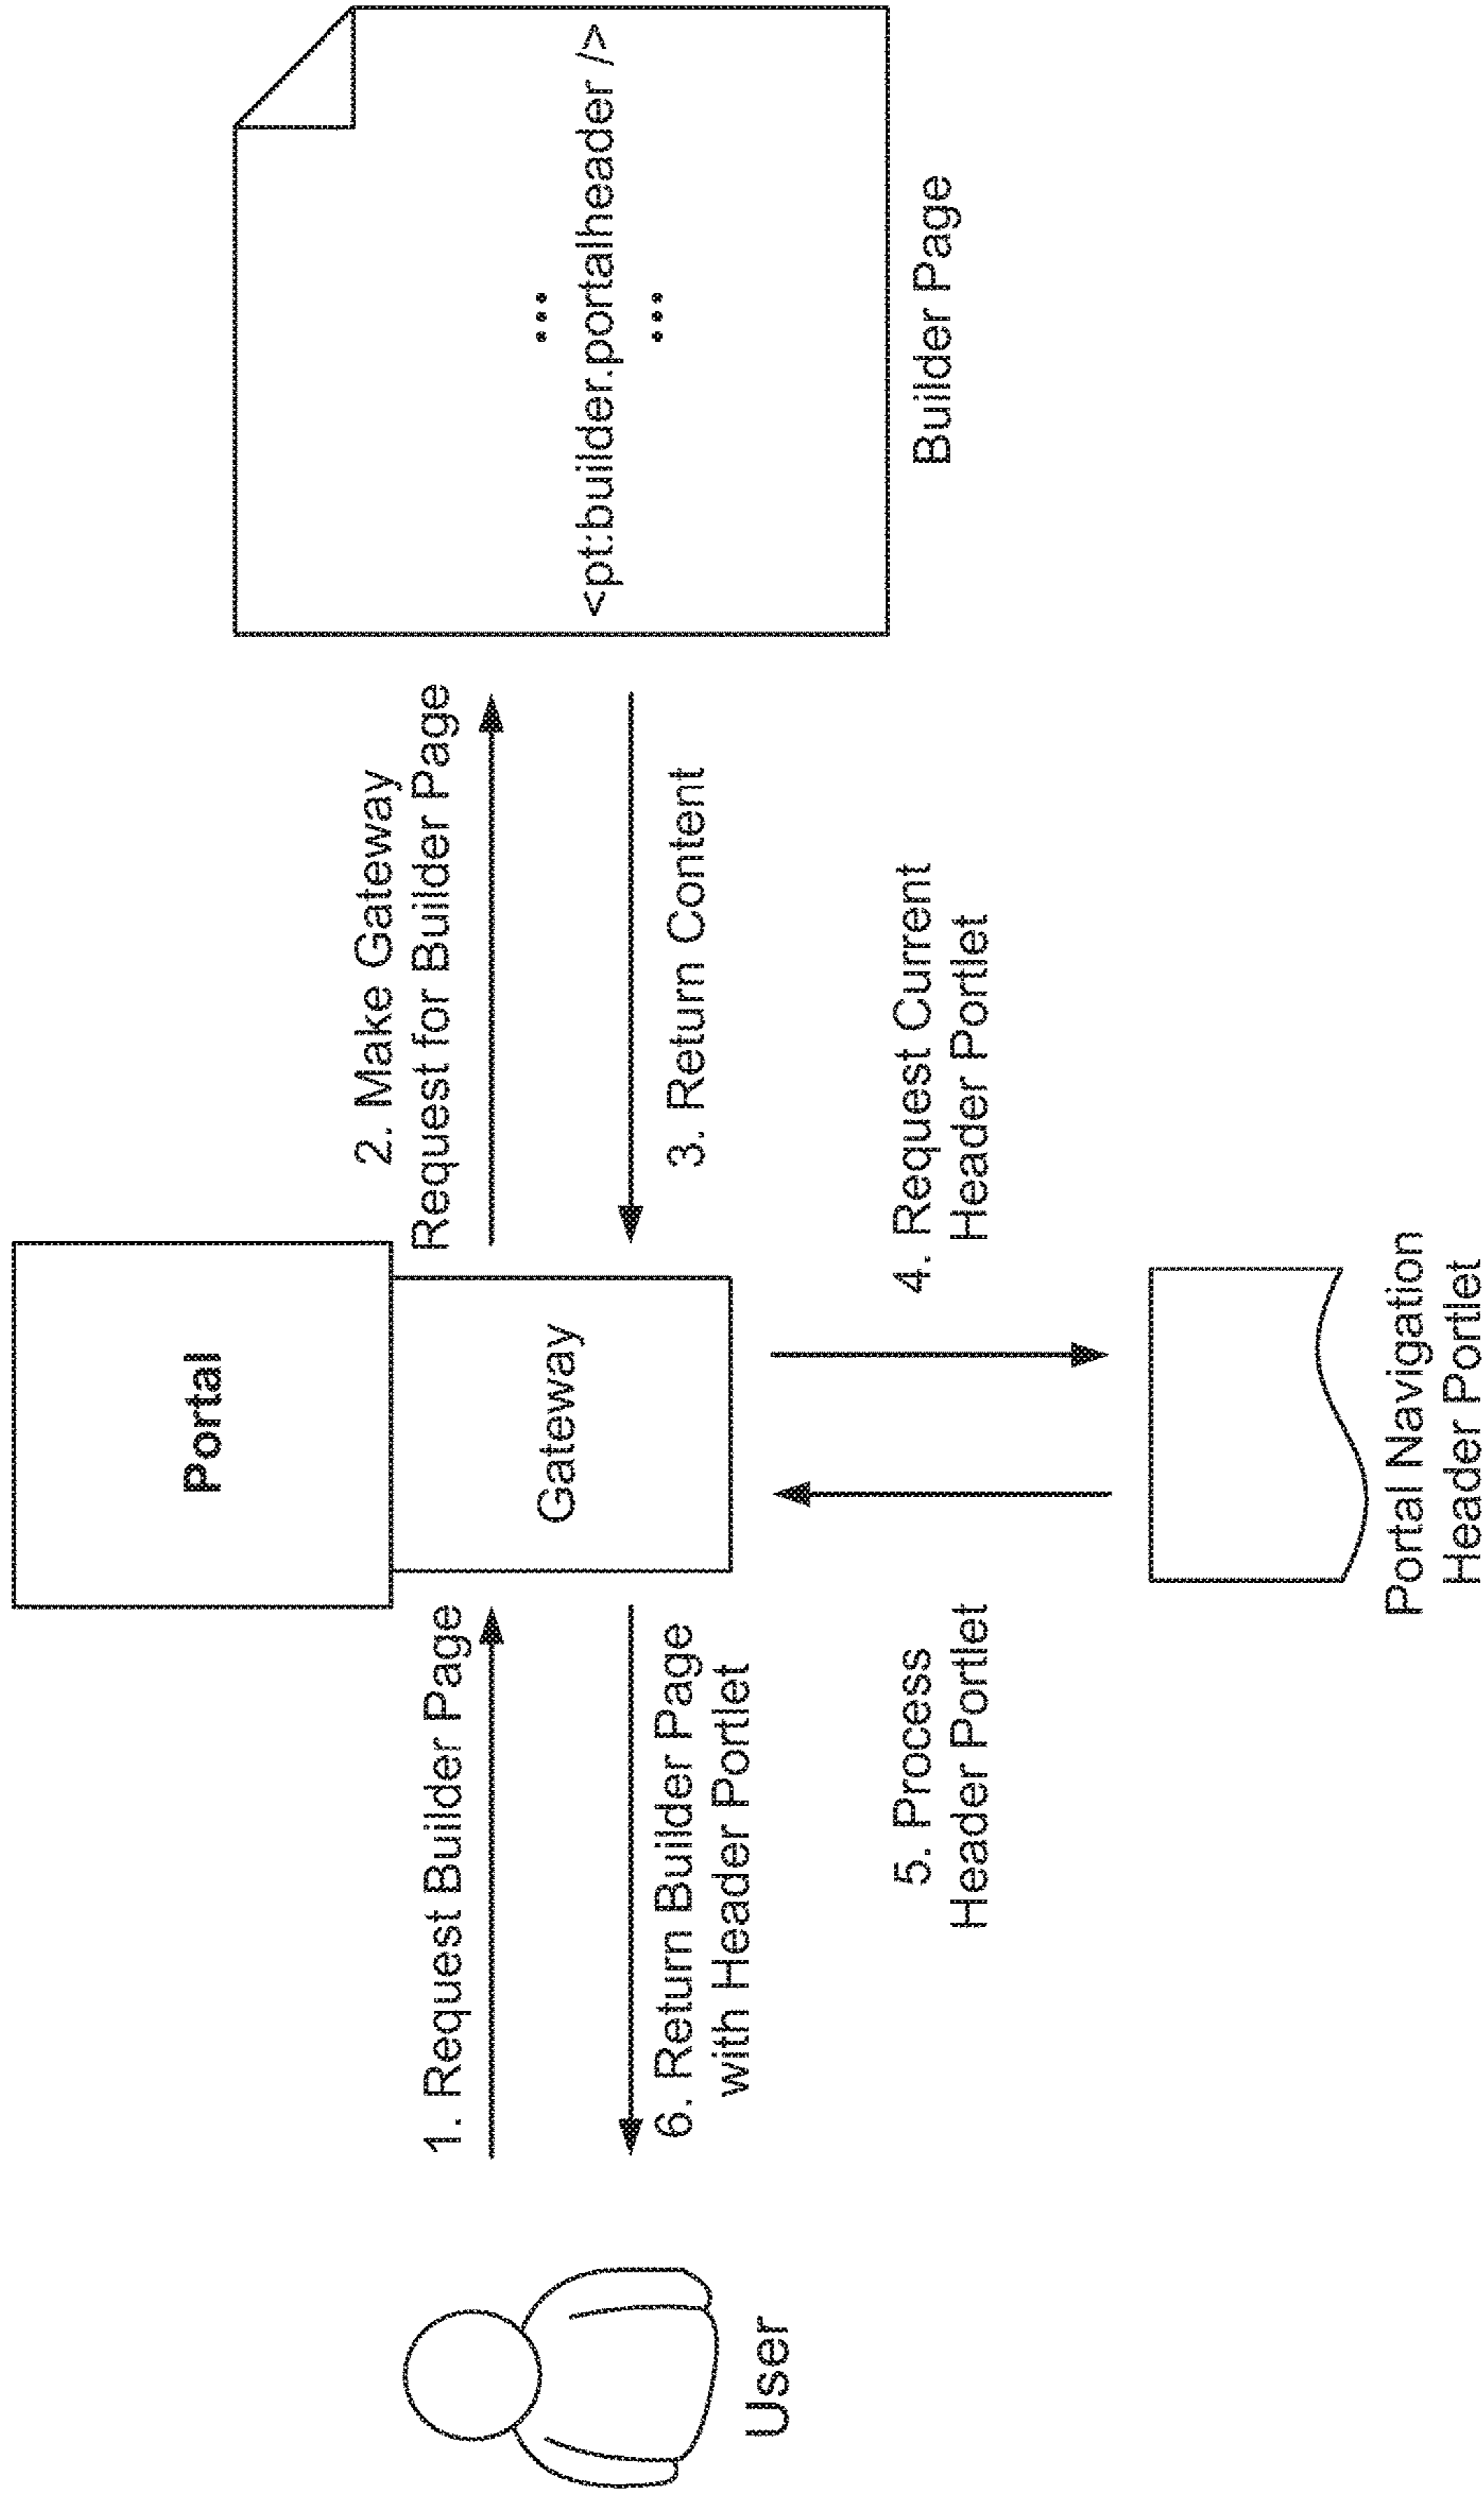 Portal
Gateway
1. Request Builder Page
2. Make Gateway
Request for Builder Page
...
<pt:builder.portalheader />
...
Builder Page
3. Return Content
4. Request Current
Header Portlet
Portal Navigation
Header Portlet
5. Process
Header Portlet
6. Return Builder Page
with Header Portlet
User